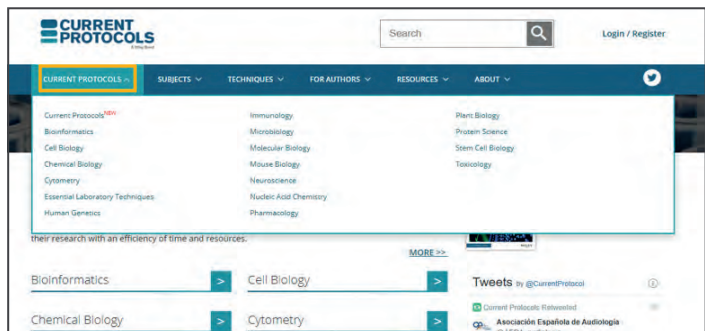 CURRENT
PROTOCOLS
A Wiley Brand
Search
Login / Register
CURRENT PROTOCOLS
SUBJECTS
TECHNIQUES
FOR AUTHORS
RESOURCES
ABOUT
Current Protocols NEW
Bioinformatics
Cell Biology
Chemical Biology
Cytometry
Essential Laboratory Techniques
Human Genetics
Immunology
Microbiology
Molecular Biology
Mouse Biology
Neuroscience
Nucleic Acid Chemistry
Pharmacology
Plant Biology
Protein Science
Stem Cell Biology
Toxicology
their research with an efficiency of time and resources.
MORE >>
Bioinformatics >
Cell Biology >
Tweets by @CurrentProtocol
Current Protocols Retweeted
Chemical Biology >
Cytometry >
Asociación Española de Audiología